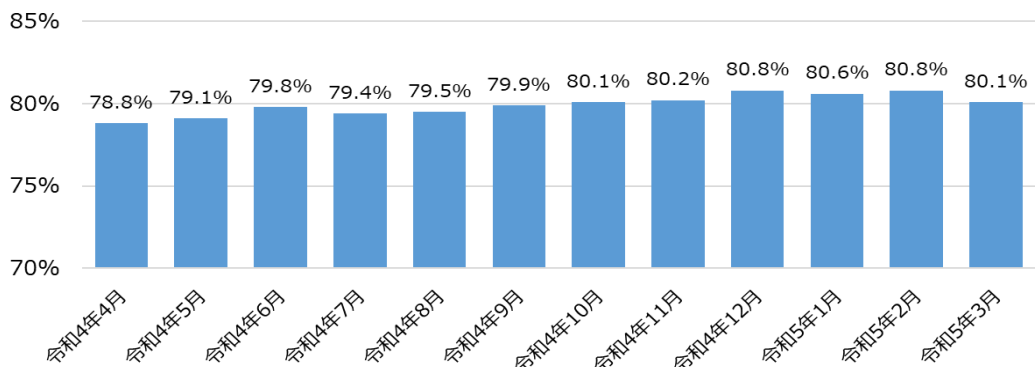 85%
80%
75%
70%
78.8%
79.1%
79.8%
79.4%
79.5%
79.9%
80.1%
80.2%
80.8%
80.6%
80.8%
80.1%
令和4年4月
令和4年5月
令和4年6月
令和4年7月
令和4年8月
令和4年9月
令和4年10月
令和4年11月
令和4年12月
令和5年1月
令和5年2月
令和5年3月